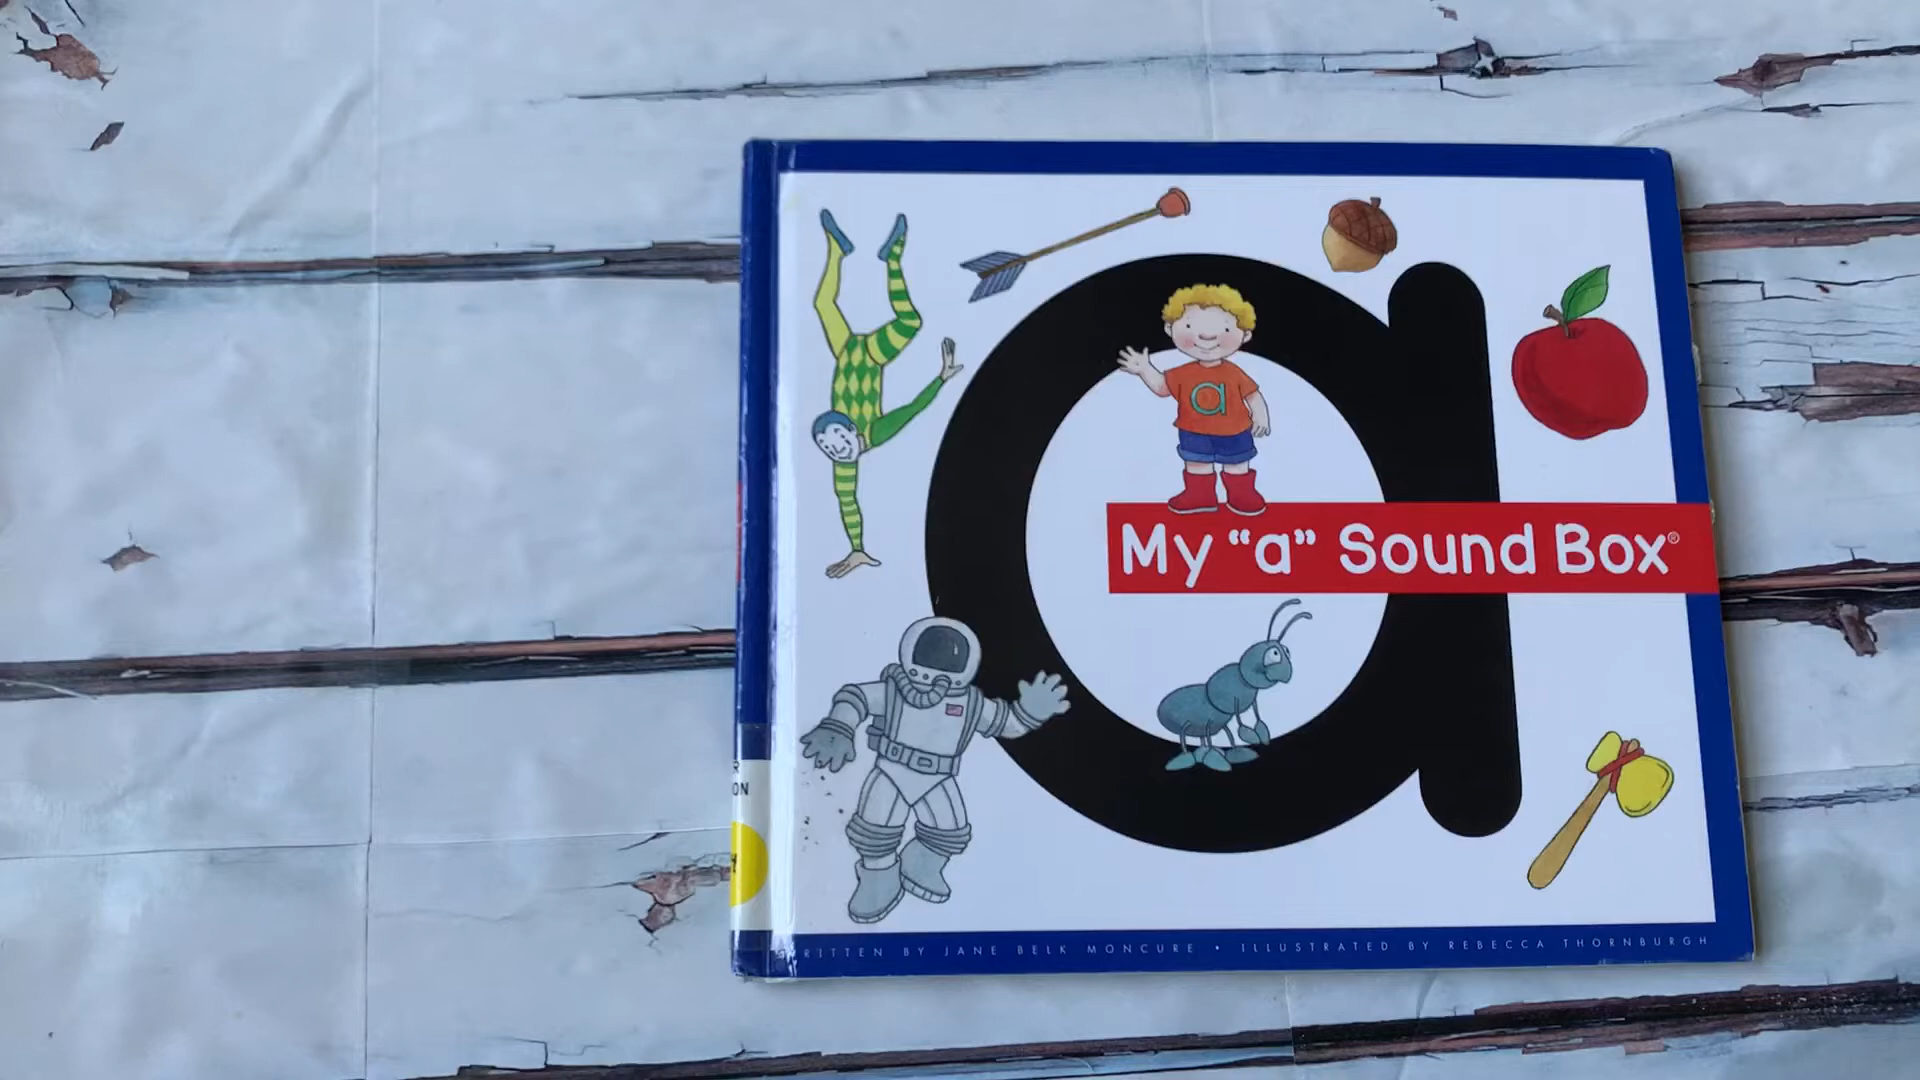 a
a
My “a” Sound Box®
WRITTEN BY JANE BELK MONCURE • ILLUSTRATED BY REBECCA THORNBURGH